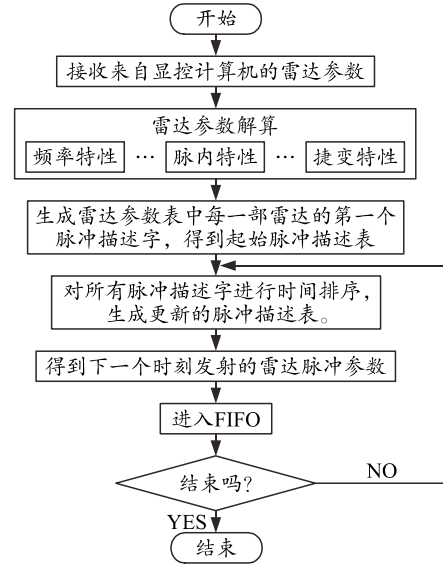 开始
接收来自显控计算机的雷达参数
雷达参数解算
频率特性 … 脉内特性 … 捷变特性
生成雷达参数表中每一部雷达的第一个
脉冲描述字，得到起始脉冲描述表
对所有脉冲描述字进行时间排序，
生成更新的脉冲描述表。
得到下一个时刻发射的雷达脉冲参数
进入FIFO
结束吗?
NO
YES
结束